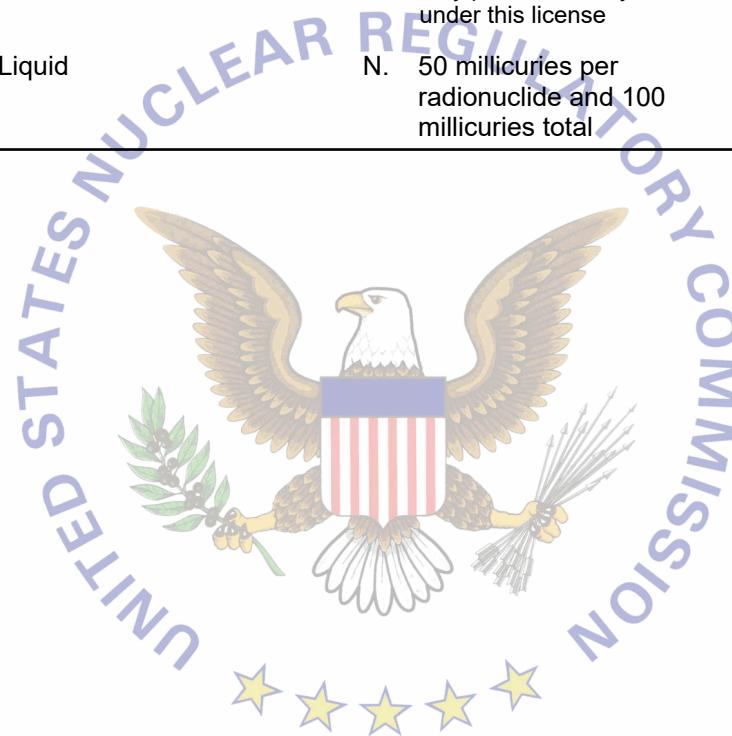 under this license
Liquid N. 50 millicuries per
radionuclide and 100
millicuries total
UNITED STATES NUCLEAR REGULATORY COMMISSION